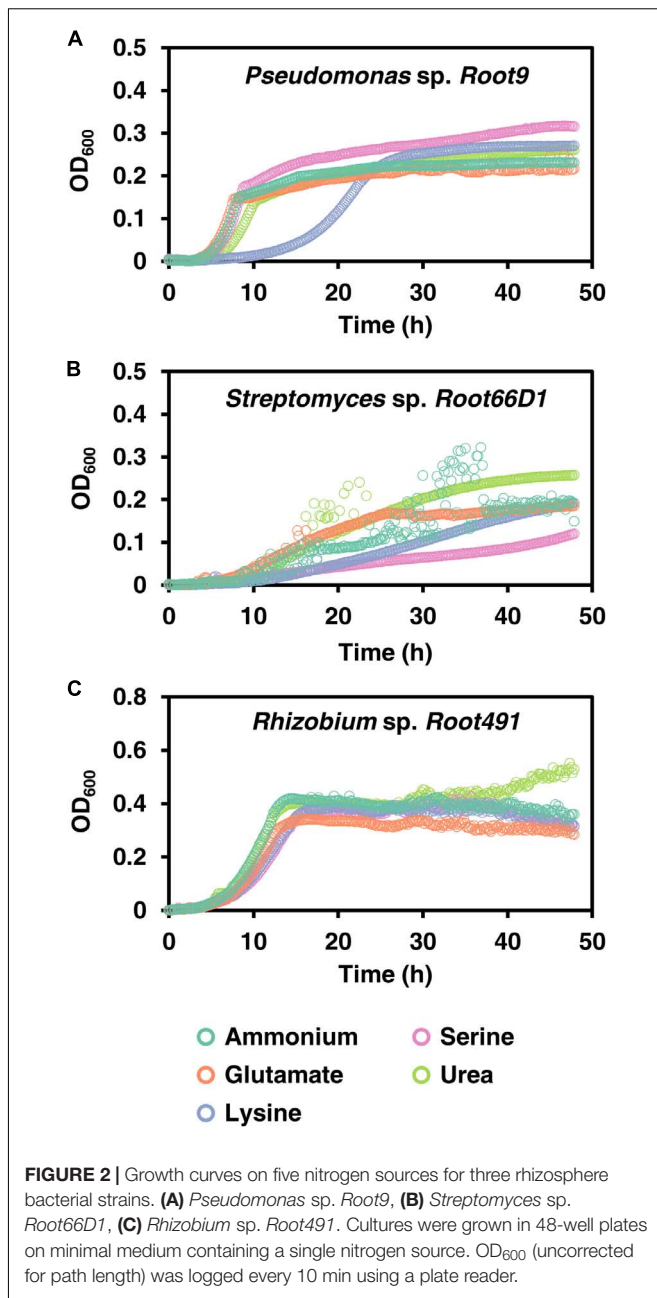 A
0.5
Pseudomonas sp. Root9
0.4
0.3
OD600
0.2
0.1
0
0 10 20 30 40 50
Time (h)
B
0.5
Streptomyces sp. Root66D1
0.4
0.3
OD600
0.2
0.1
0
0 10 20 30 40 50
Time (h)
C
0.8
Rhizobium sp. Root491
0.6
OD600
0.4
0.2
0
0 10 20 30 40 50
Time (h)
Ammonium Serine
Glutamate Urea
Lysine
FIGURE 2 | Growth curves on five nitrogen sources for three rhizosphere
bacterial strains. (A) Pseudomonas sp. Root9, (B) Streptomyces sp.
Root66D1, (C) Rhizobium sp. Root491. Cultures were grown in 48-well plates
on minimal medium containing a single nitrogen source. OD600 (uncorrected
for path length) was logged every 10 min using a plate reader.